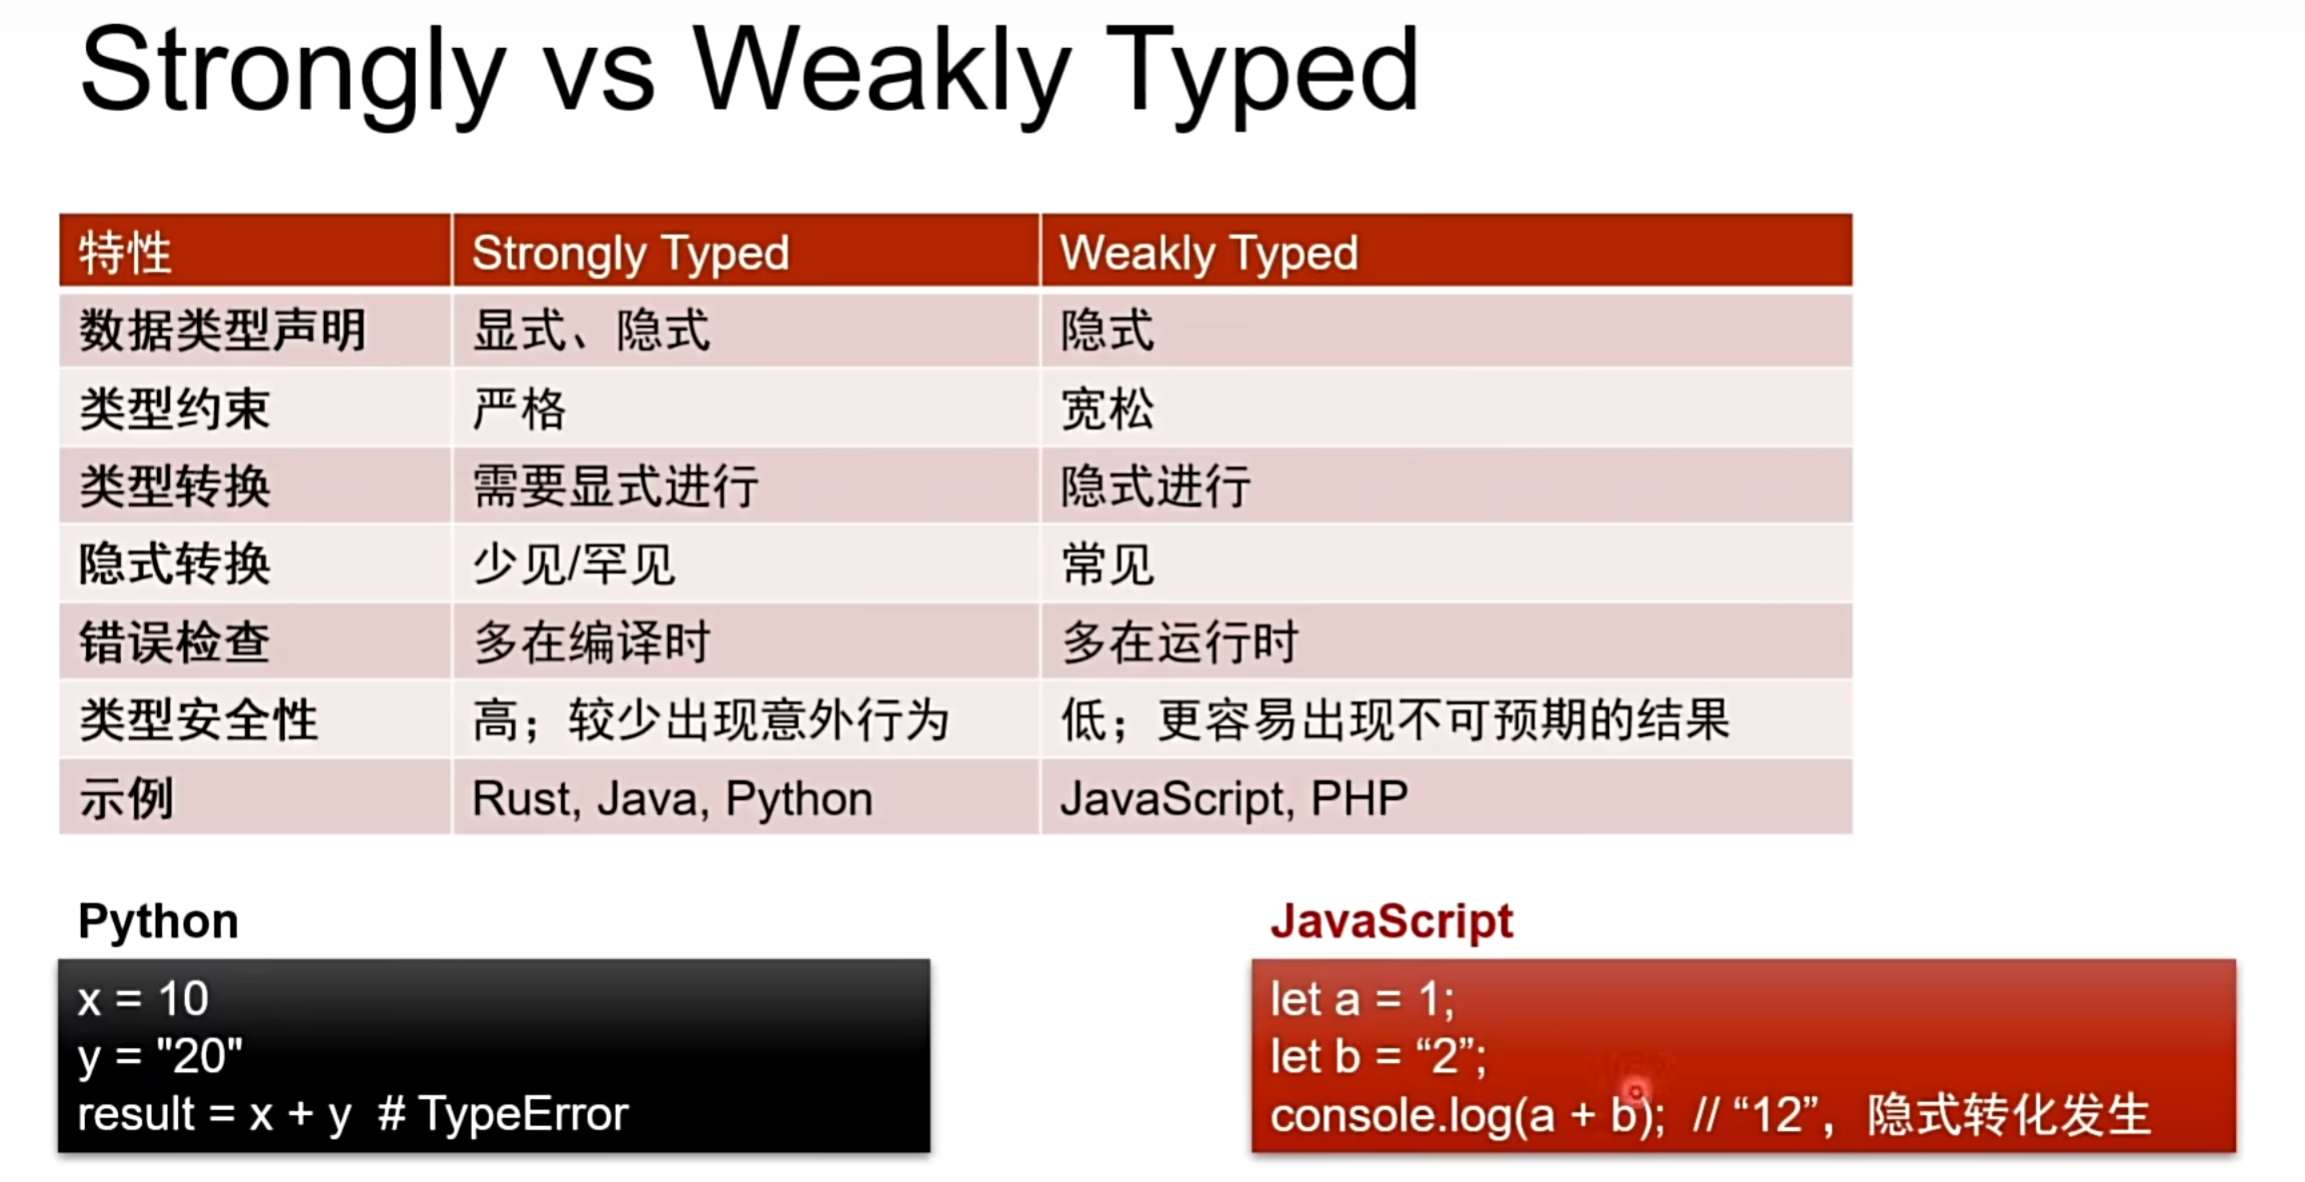 Strongly vs Weakly Typed
特性 Strongly Typed Weakly Typed
数据类型声明 显式、隐式 隐式
类型约束 严格 宽松
类型转换 需要显式进行 隐式进行
隐式转换 少见/罕见 常见
错误检查 多在编译时 多在运行时
类型安全性 高；较少出现意外行为 低；更容易出现不可预期的结果
示例 Rust, Java, Python JavaScript, PHP
Python
x = 10
y = "20"
result = x + y  # TypeError
JavaScript
let a = 1;
let b = “2”;
console.log(a + b);  // “12”，隐式转化发生